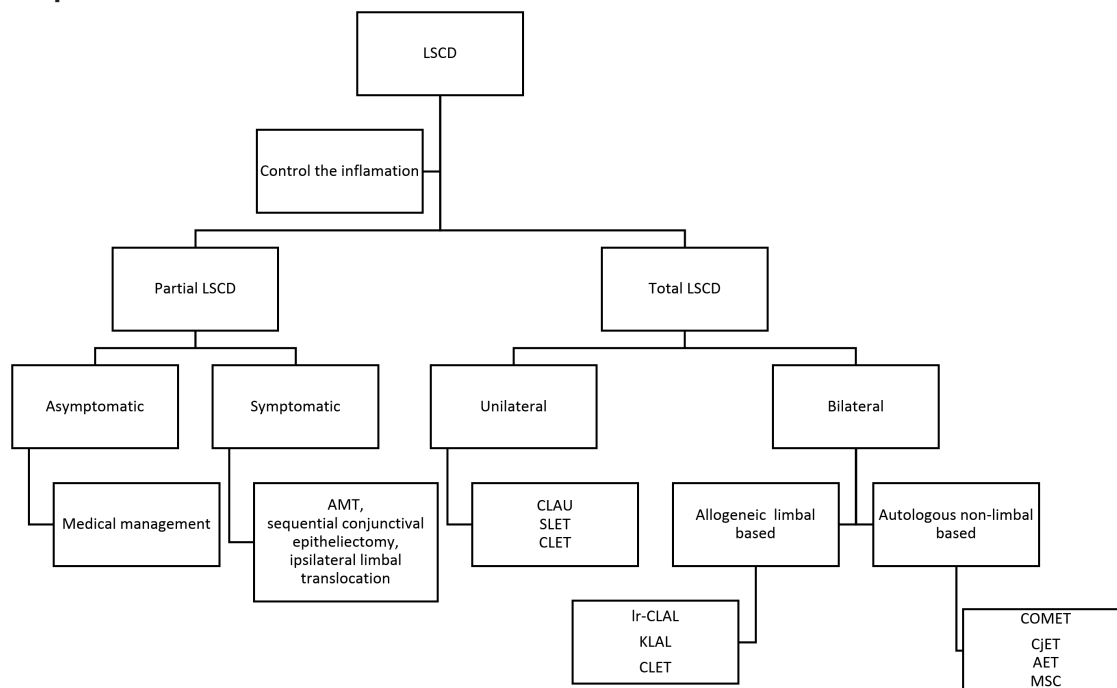 LSCD
Control the inflamation
Partial LSCD
Total LSCD
Asymptomatic
Symptomatic
Unilateral
Bilateral
Medical management
AMT,
sequential conjunctival
epitheliectomy,
ipsilateral limbal
translocation
CLAU
SLET
CLET
Allogeneic limbal
based
Autologous non-limbal
based
lr-CLAL
KLAL
CLET
COMET
CjET
AET
MSC